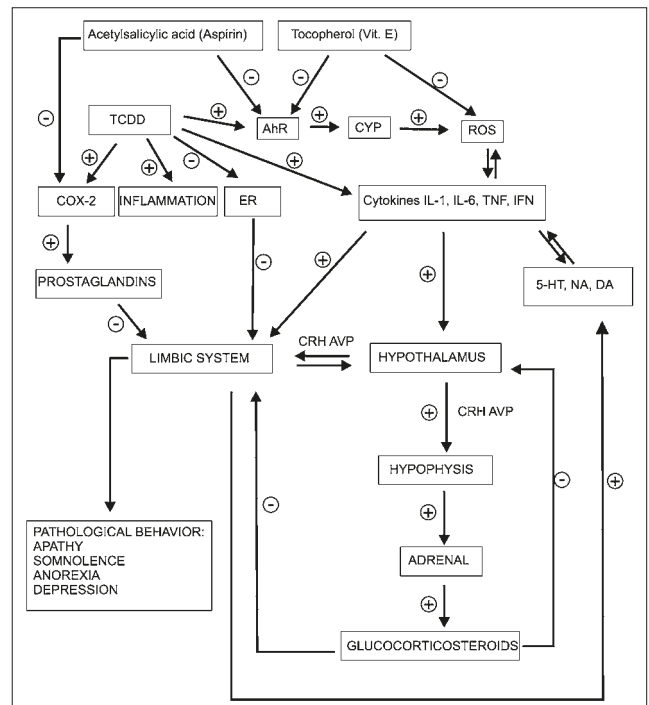 Acetylsalicylic acid (Aspirin)
Tocopherol (Vit. E)
-
-
-
-
TCDD
+
AhR
+
CYP
+
ROS
+
+
-
+
COX-2
INFLAMMATION
ER
Cytokines IL-1, IL-6, TNF, IFN
+
-
+
+
PROSTAGLANDINS
5-HT, NA, DA
-
LIMBIC SYSTEM
CRH AVP
HYPOTHALAMUS
+
CRH AVP
HYPOPHYSIS
-
-
+
+
PATHOLOGICAL BEHAVIOR:
APATHY
SOMNOLENCE
ANOREXIA
DEPRESSION
ADRENAL
+
GLUCOCORTICOSTEROIDS